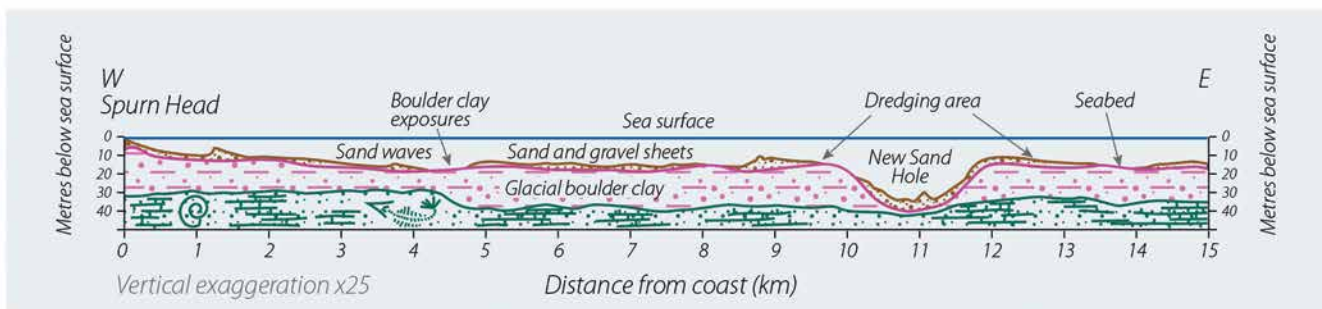 W
E
Spurn Head
Boulder clay
exposures
Sea surface
Dredging area
Seabed
Metres below sea surface
0
10
20
30
40
Sand waves
Sand and gravel sheets
New Sand
Hole
Glacial boulder clay
0
10
20
30
40
Metres below sea surface
0 1 2 3 4 5 6 7 8 9 10 11 12 13 14 15
Vertical exaggeration x25
Distance from coast (km)